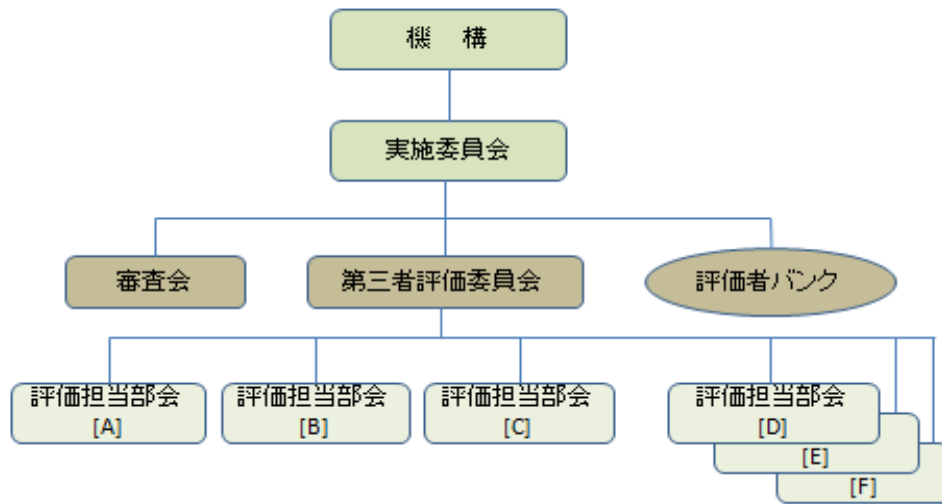 機 構
実施委員会
審査会
第三者評価委員会
評価者バンク
評価担当部会
[A]
評価担当部会
[B]
評価担当部会
[C]
評価担当部会
[D]
[E]
[F]